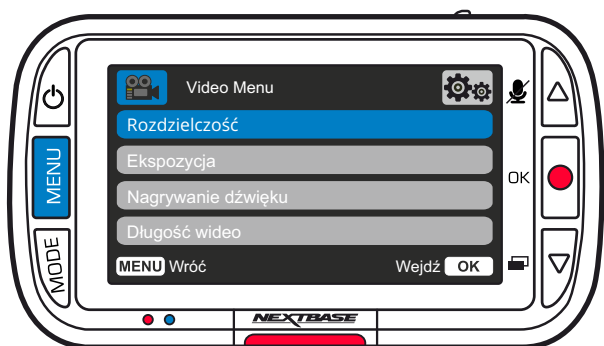 Video Menu
Rozdzielczość
Ekspozycja
Nagrywanie dźwięku
Długość wideo
MENU Wróć
Wejdź OK
MENU
MODE
OK
NEXTBASE